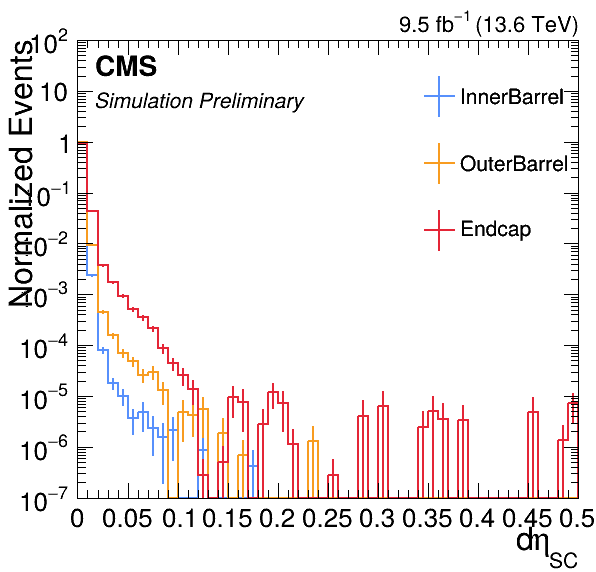 9.5 fb⁻¹ (13.6 TeV)
CMS
Simulation Preliminary
InnerBarrel
OuterBarrel
Endcap
Normalized Events
10²
10
1
10⁻¹
10⁻²
10⁻³
10⁻⁴
10⁻⁵
10⁻⁶
10⁻⁷
0 0.05 0.1 0.15 0.2 0.25 0.3 0.35 0.4 0.45 0.5
dη_SC